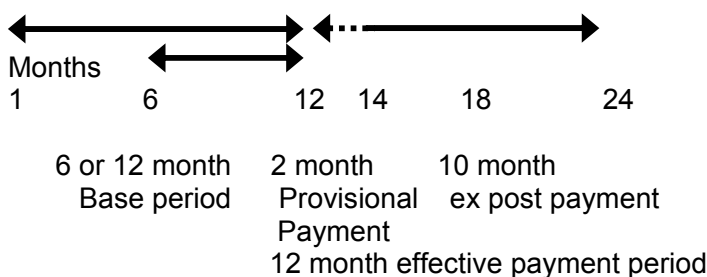 Months
1 6 12 14 18 24
6 or 12 month 2 month 10 month
Base period Provisional ex post payment
Payment
12 month effective payment period